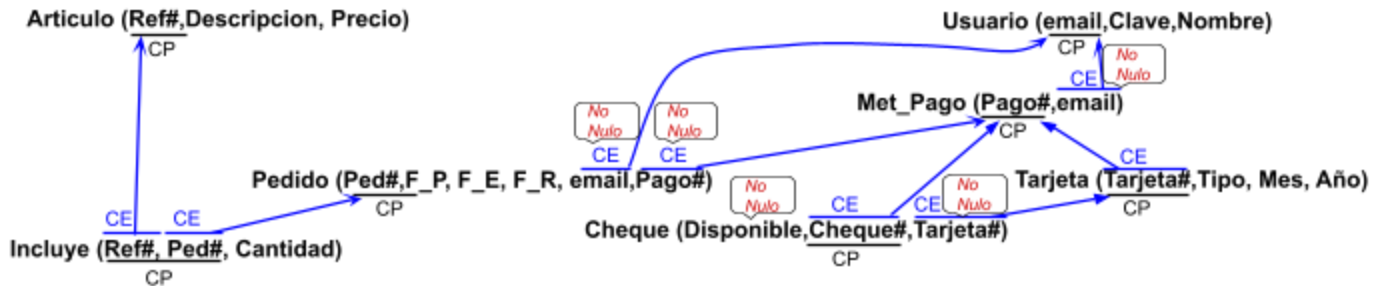 Articulo (Ref#,Descripcion, Precio)
CP
Usuario (email,Clave,Nombre)
CP
No
Nulo
CE
Met_Pago (Pago#,email)
CP
No
Nulo
No
Nulo
CE
CE
CE
Pedido (Ped#,F_P, F_E, F_R, email,Pago#)
CP
Tarjeta (Tarjeta#,Tipo, Mes, Año)
CP
No
Nulo
No
Nulo
CE
CE
Cheque (Disponible,Cheque#,Tarjeta#)
CP
CE
CE
Incluye (Ref#, Ped#, Cantidad)
CP